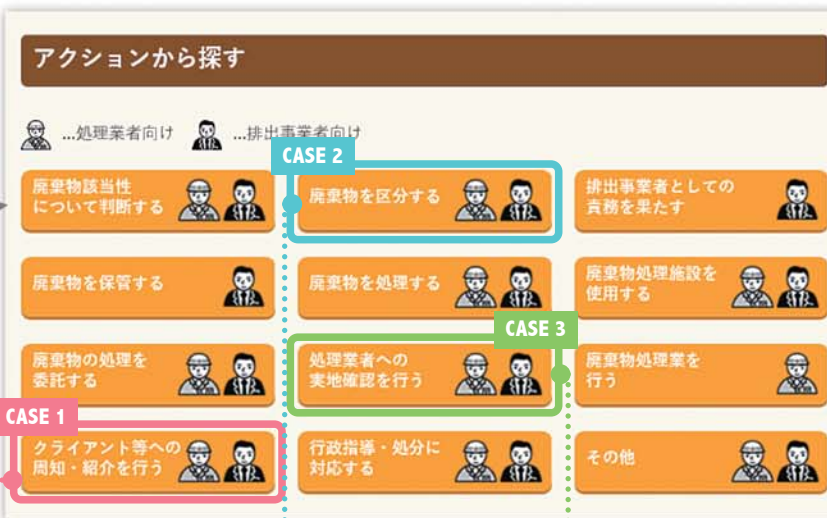 アクションから探す
…処理業者向け
…排出事業者向け
CASE 2
廃棄物該当性
について判断する
廃棄物を区分する
排出事業者としての
責務を果たす
廃棄物を保管する
廃棄物を処理する
廃棄物処理施設を
使用する
CASE 3
廃棄物の処理を
委託する
処理業者への
実地確認を行う
廃棄物処理業を
行う
CASE 1
クライアント等への
周知・紹介を行う
行政指導・処分に
対応する
その他